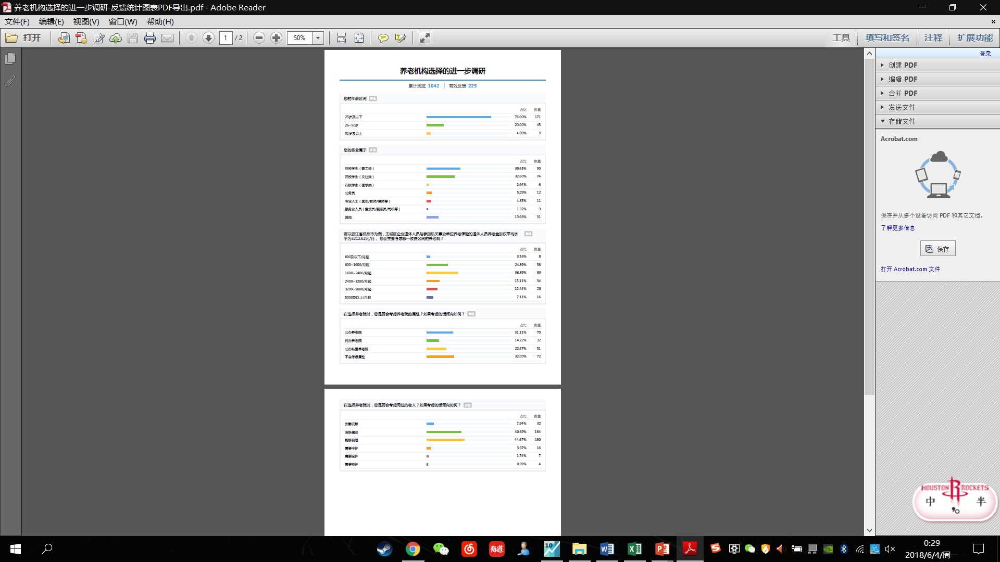 养老机构选择的进一步调研-反馈统计图表PDF导出.pdf - Adobe Reader
文件(F) 编辑(E) 视图(V) 窗口(W) 帮助(H)
打开 1 / 2 50% 工具 填写和签名 注释 扩展功能
养老机构选择的进一步调研
累计浏览 1042 有效反馈 225
您的年龄区间 单选
占比 数量
25岁及以下 76.00% 171
26~50岁 20.00% 45
51岁及以上 4.00% 9
您的职业属于 多选
占比 数量
在校学生（理工类） 39.65% 90
在校学生（文社类） 32.60% 74
在校学生（医学类） 2.64% 6
公务员 5.29% 12
专业人士（医生/教师/律师等） 4.85% 11
服务业人员（售货员/服务员/司机等） 1.32% 3
其他 13.66% 31
若以浙江省杭州市为例，主城区企业退休人员与参加机关事业单位养老保险的退休人员养老金加权平均水 单选
平为3212.62元/月，您会主要考虑哪一收费区间的养老院？
占比 数量
800及以下/月起 3.56% 8
800~1600/月起 24.89% 56
1600~2400/月起 36.89% 83
2400~3200/月起 15.11% 34
3200~5000/月起 12.44% 28
5000及以上/月起 7.11% 16
在选择养老院时，您是否会考虑养老院的属性？如果考虑的话倾向如何？ 单选
占比 数量
公办养老院 31.11% 70
民办养老院 14.22% 32
公办私营养老院 22.67% 51
不会考虑属性 32.00% 72
在选择养老院时，您是否会考虑同住的老人？如果考虑的话倾向如何？ 多选
占比 数量
安静沉默 7.94% 32
活跃健谈 40.69% 164
能够自理 44.67% 180
需要半护 3.97% 16
需要全护 1.74% 7
需要特护 0.99% 4
登录
创建 PDF
编辑 PDF
合并 PDF
发送文件
存储文件
Acrobat.com
保存并从多个设备访问 PDF 和其它文档。
了解更多信息
保存
打开 Acrobat.com 文件
HOUSTON R ROCKETS
中 半
有道 10
0:29
2018/6/4/周一